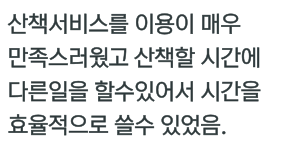 산책서비스를 이용이 매우
만족스러웠고 산책할 시간에
다른일을 할수있어서 시간을
효율적으로 쓸수 있었음.